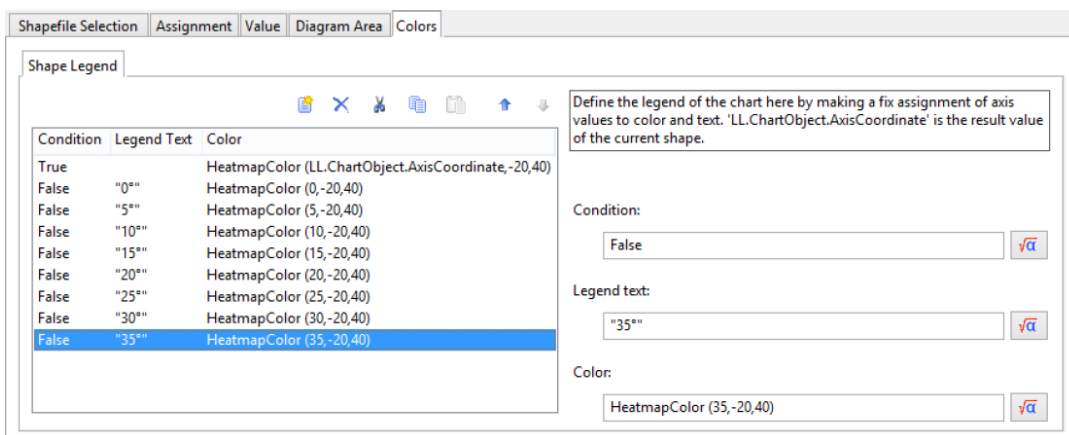 Shapefile Selection Assignment Value Diagram Area Colors
Shape Legend
Condition Legend Text Color
True HeatmapColor (LL.ChartObject.AxisCoordinate,-20,40)
False "0°" HeatmapColor (0,-20,40)
False "5°" HeatmapColor (5,-20,40)
False "10°" HeatmapColor (10,-20,40)
False "15°" HeatmapColor (15,-20,40)
False "20°" HeatmapColor (20,-20,40)
False "25°" HeatmapColor (25,-20,40)
False "30°" HeatmapColor (30,-20,40)
False "35°" HeatmapColor (35,-20,40)
Define the legend of the chart here by making a fix assignment of axis
values to color and text. 'LL.ChartObject.AxisCoordinate' is the result value
of the current shape.
Condition:
False √α
Legend text:
"35°" √α
Color:
HeatmapColor (35,-20,40) √α